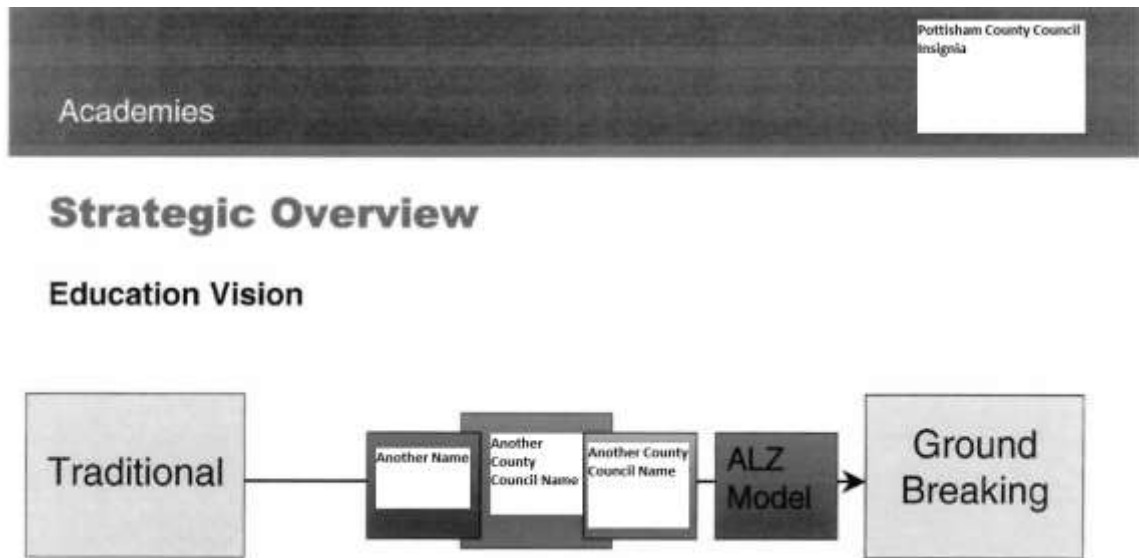 Pottisham County Council
Insignia
Academies
Strategic Overview
Education Vision
Traditional
Another Name
Another
County
Council Name
Another County
Council Name
ALZ
Model
Ground
Breaking